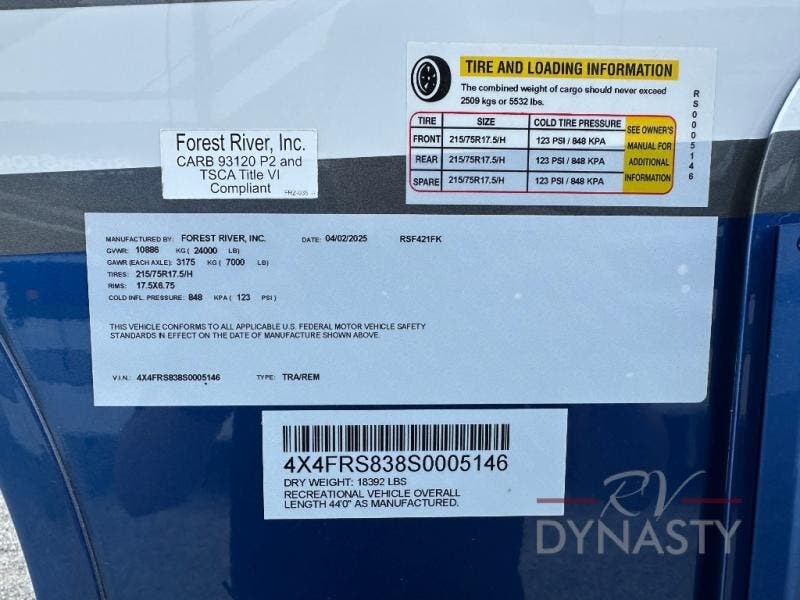 TIRE AND LOADING INFORMATION
The combined weight of cargo should never exceed
2509 kgs or 5532 lbs.
TIRE SIZE COLD TIRE PRESSURE
FRONT 215/75R17.5/H 123 PSI / 848 KPA
REAR 215/75R17.5/H 123 PSI / 848 KPA
SPARE 215/75R17.5/H 123 PSI / 848 KPA
SEE OWNER'S
MANUAL FOR
ADDITIONAL
INFORMATION
RS0005146
Forest River, Inc.
CARB 93120 P2 and
TSCA Title VI
Compliant
MANUFACTURED BY: FOREST RIVER, INC. DATE: 04/02/2025 RSF421FK
GVWR: 10886 KG ( 24000 LB)
GAWR (EACH AXLE): 3175 KG ( 7000 LB)
TIRES: 215/75R17.5/H
RIMS: 17.5X6.75
COLD INFL. PRESSURE: 848 KPA ( 123 PSI )
THIS VEHICLE CONFORMS TO ALL APPLICABLE U.S. FEDERAL MOTOR VEHICLE SAFETY
STANDARDS IN EFFECT ON THE DATE OF MANUFACTURE SHOWN ABOVE.
V.I.N.: 4X4FRS838S0005146 TYPE: TRA/REM
4X4FRS838S0005146
DRY WEIGHT: 18392 LBS
RECREATIONAL VEHICLE OVERALL
LENGTH 44'0" AS MANUFACTURED.
RV
DYNASTY